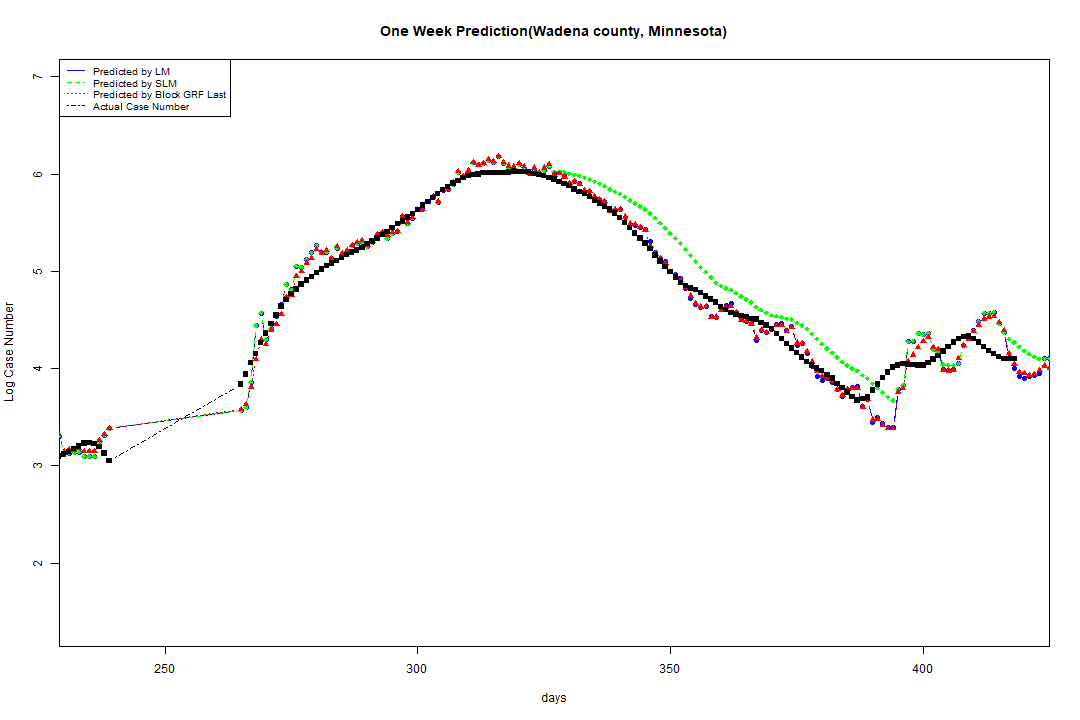 One Week Prediction(Wadena county, Minnesota)
Predicted by LM
Predicted by SLM
Predicted by Block GRF Last
Actual Case Number
Log Case Number
7
6
5
4
3
2
250 300 350 400
days